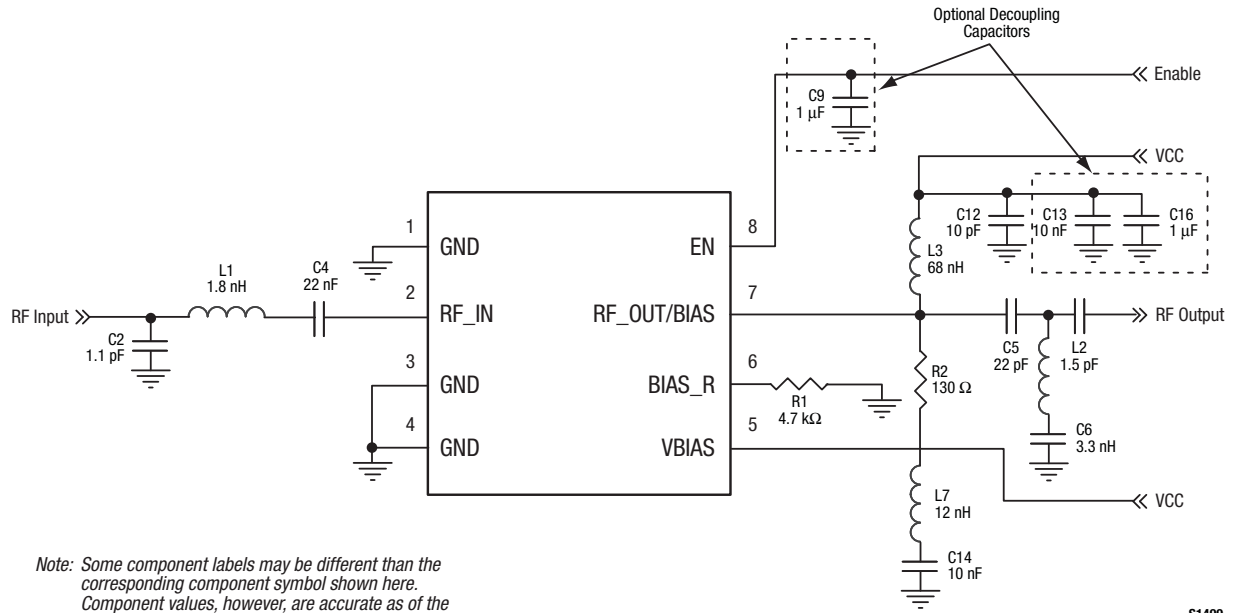 Optional Decoupling
Capacitors
Enable
C9
1 μF
VCC
C12
10 pF
C13
10 nF
C16
1 μF
L3
68 nH
1
GND
8
EN
L1
1.8 nH
C4
22 nF
2
RF_IN
7
RF_OUT/BIAS
RF Input
RF Output
C2
1.1 pF
C5
22 pF
L2
1.5 pF
3
GND
6
BIAS_R
R1
4.7 kΩ
R2
130 Ω
4
GND
5
VBIAS
C6
3.3 nH
VCC
L7
12 nH
C14
10 nF
Note: Some component labels may be different than the
corresponding component symbol shown here.
Component values, however, are accurate as of the